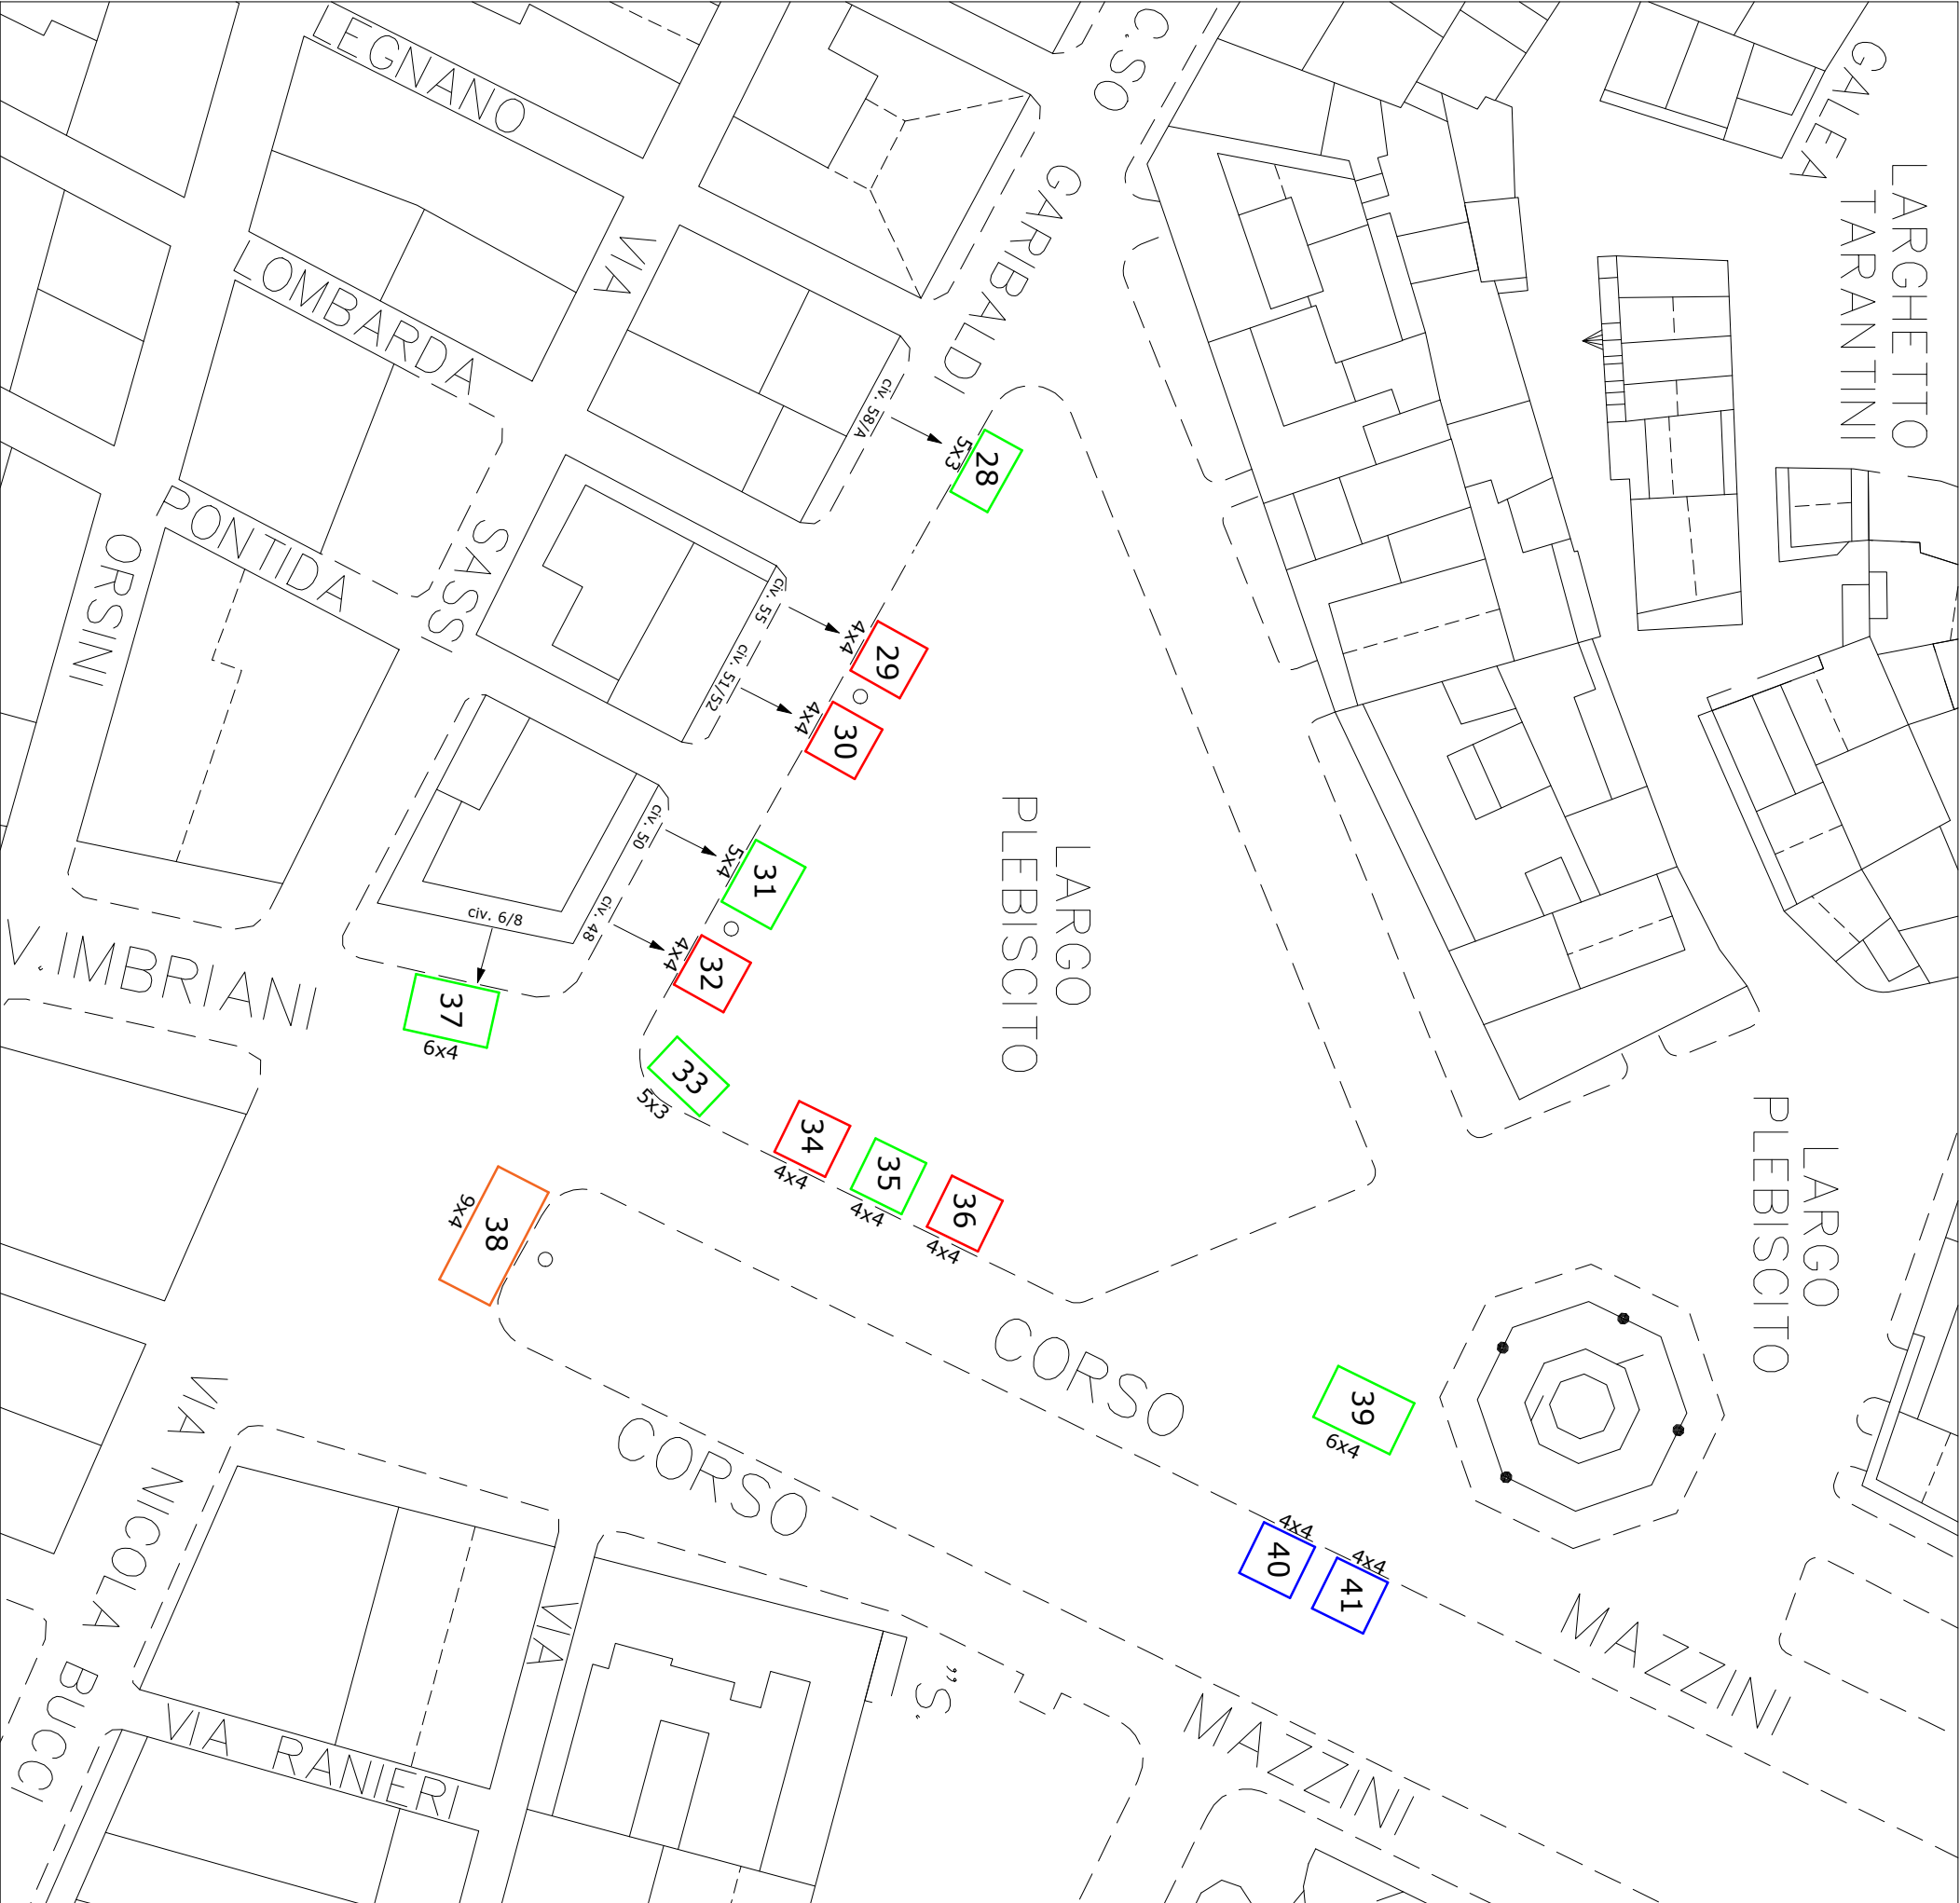 LEGNANO
C.SO
GARIBALDI
GALEA
LARGHETTO
TARANTINI
LOMBARDA
VIA
SASSI
PONTIDA
ORSINI
civ. 58/A
5x3
28
civ. 55
4x4
29
civ. 51/52
4x4
30
civ. 50
5x4
31
civ. 48
4x4
32
civ. 6/8
37
6x4
V. IMBRIANI
LARGO
PLEBISCITO
33
5x3
34
4x4
35
4x4
36
4x4
38
9x4
LARGO
PLEBISCITO
CORSO
MAZZINI
CORSO
MAZZINI
39
6x4
4x4
40
4x4
41
VIA NICOLA BUCCI
VIA
"S.
VIA RANIERI